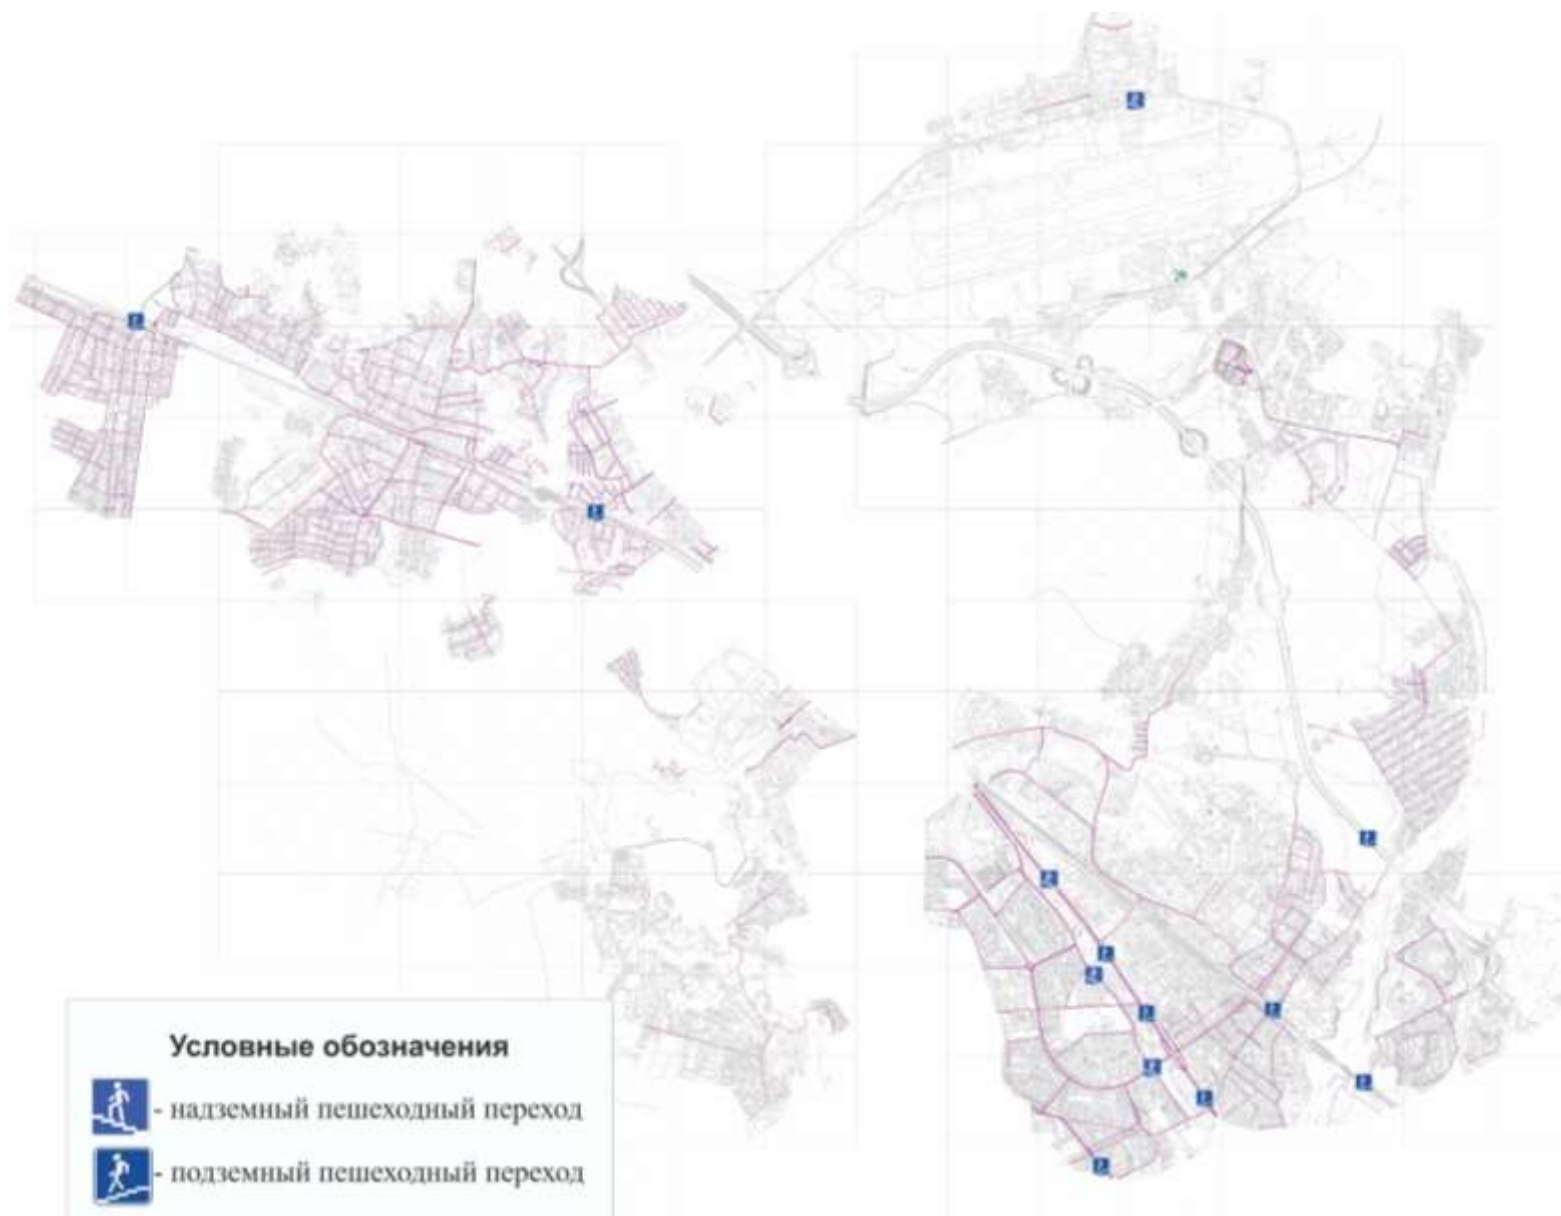 Условные обозначения
- надземный пешеходный переход
- подземный пешеходный переход